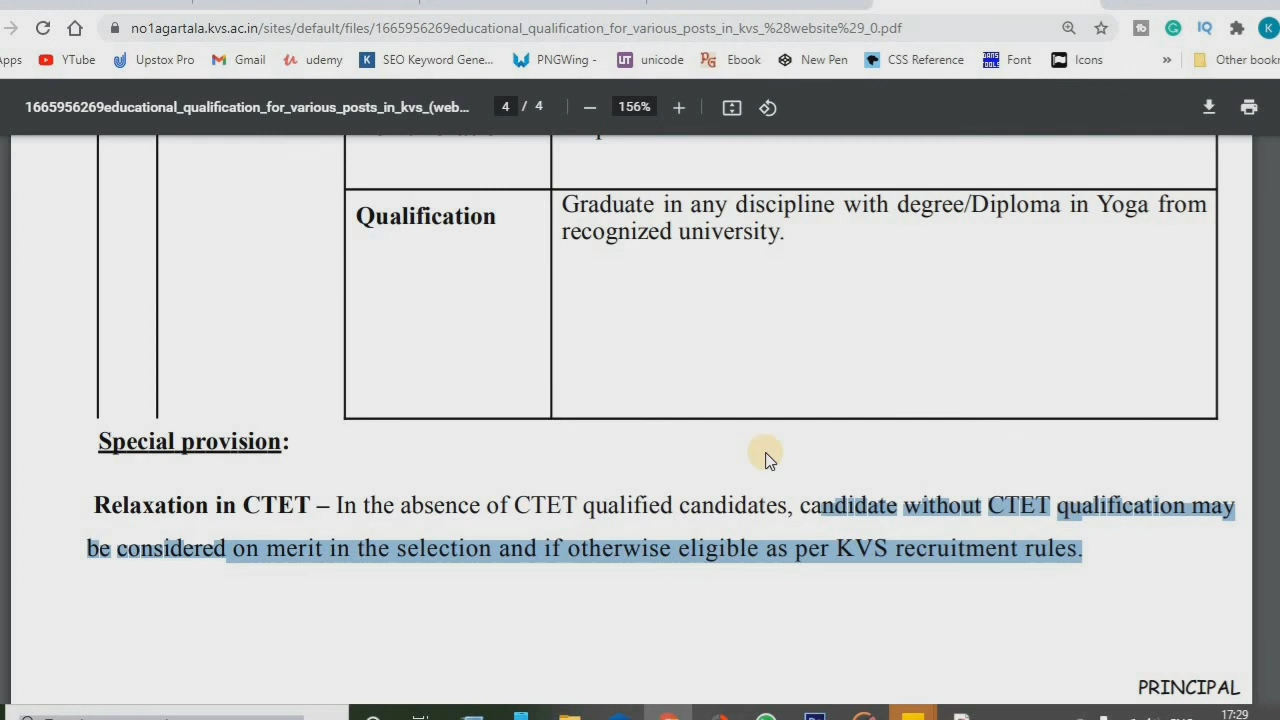 no1agartala.kvs.ac.in/sites/default/files/1665956269educational_qualification_for_various_posts_in_kvs_%28website%29_0.pdf
Apps YTube Upstox Pro Gmail udemy SEO Keyword Gene... PNGWing - unicode Ebook New Pen CSS Reference Font Icons » Other book
1665956269educational_qualification_for_various_posts_in_kvs_(web... 4 / 4 − 156% +
Qualification
Graduate in any discipline with degree/Diploma in Yoga from
recognized university.
Special provision:
Relaxation in CTET – In the absence of CTET qualified candidates, candidate without CTET qualification may
be considered on merit in the selection and if otherwise eligible as per KVS recruitment rules.
PRINCIPAL
17:29